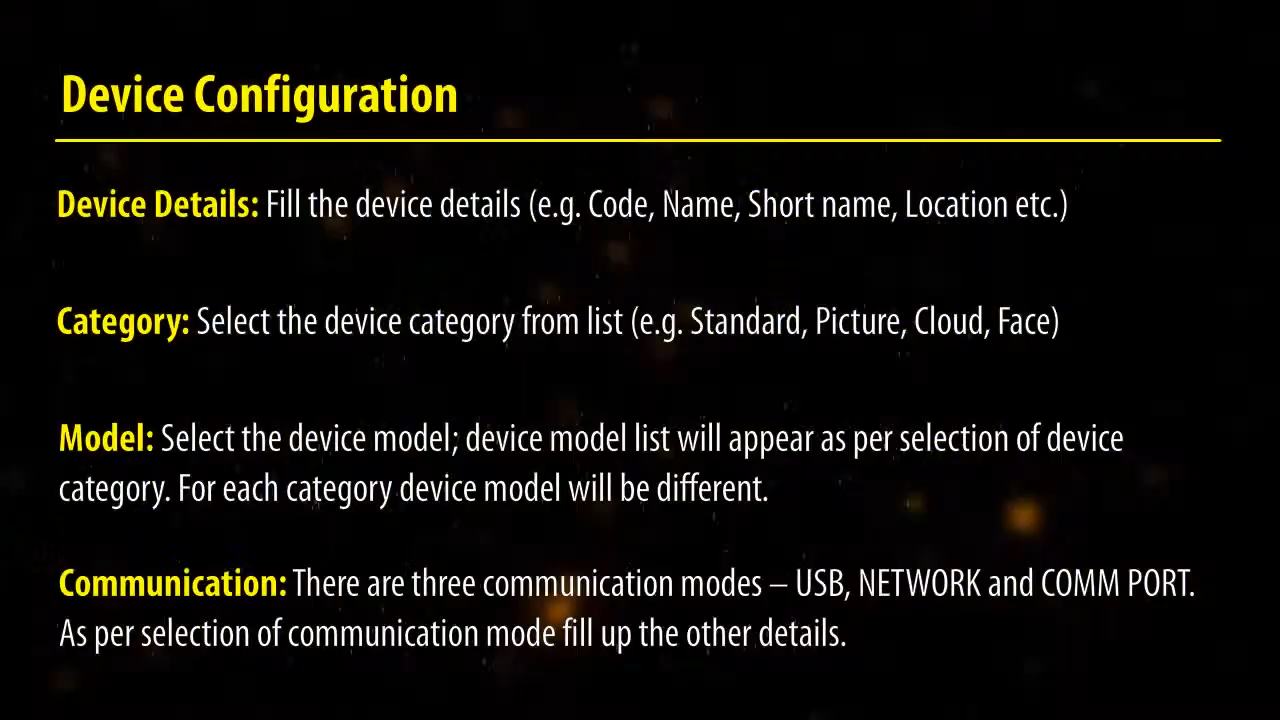 Device Configuration
Device Details: Fill the device details (e.g. Code, Name, Short name, Location etc.)
Category: Select the device category from list (e.g. Standard, Picture, Cloud, Face)
Model: Select the device model; device model list will appear as per selection of device
category. For each category device model will be different.
Communication: There are three communication modes – USB, NETWORK and COMM PORT.
As per selection of communication mode fill up the other details.